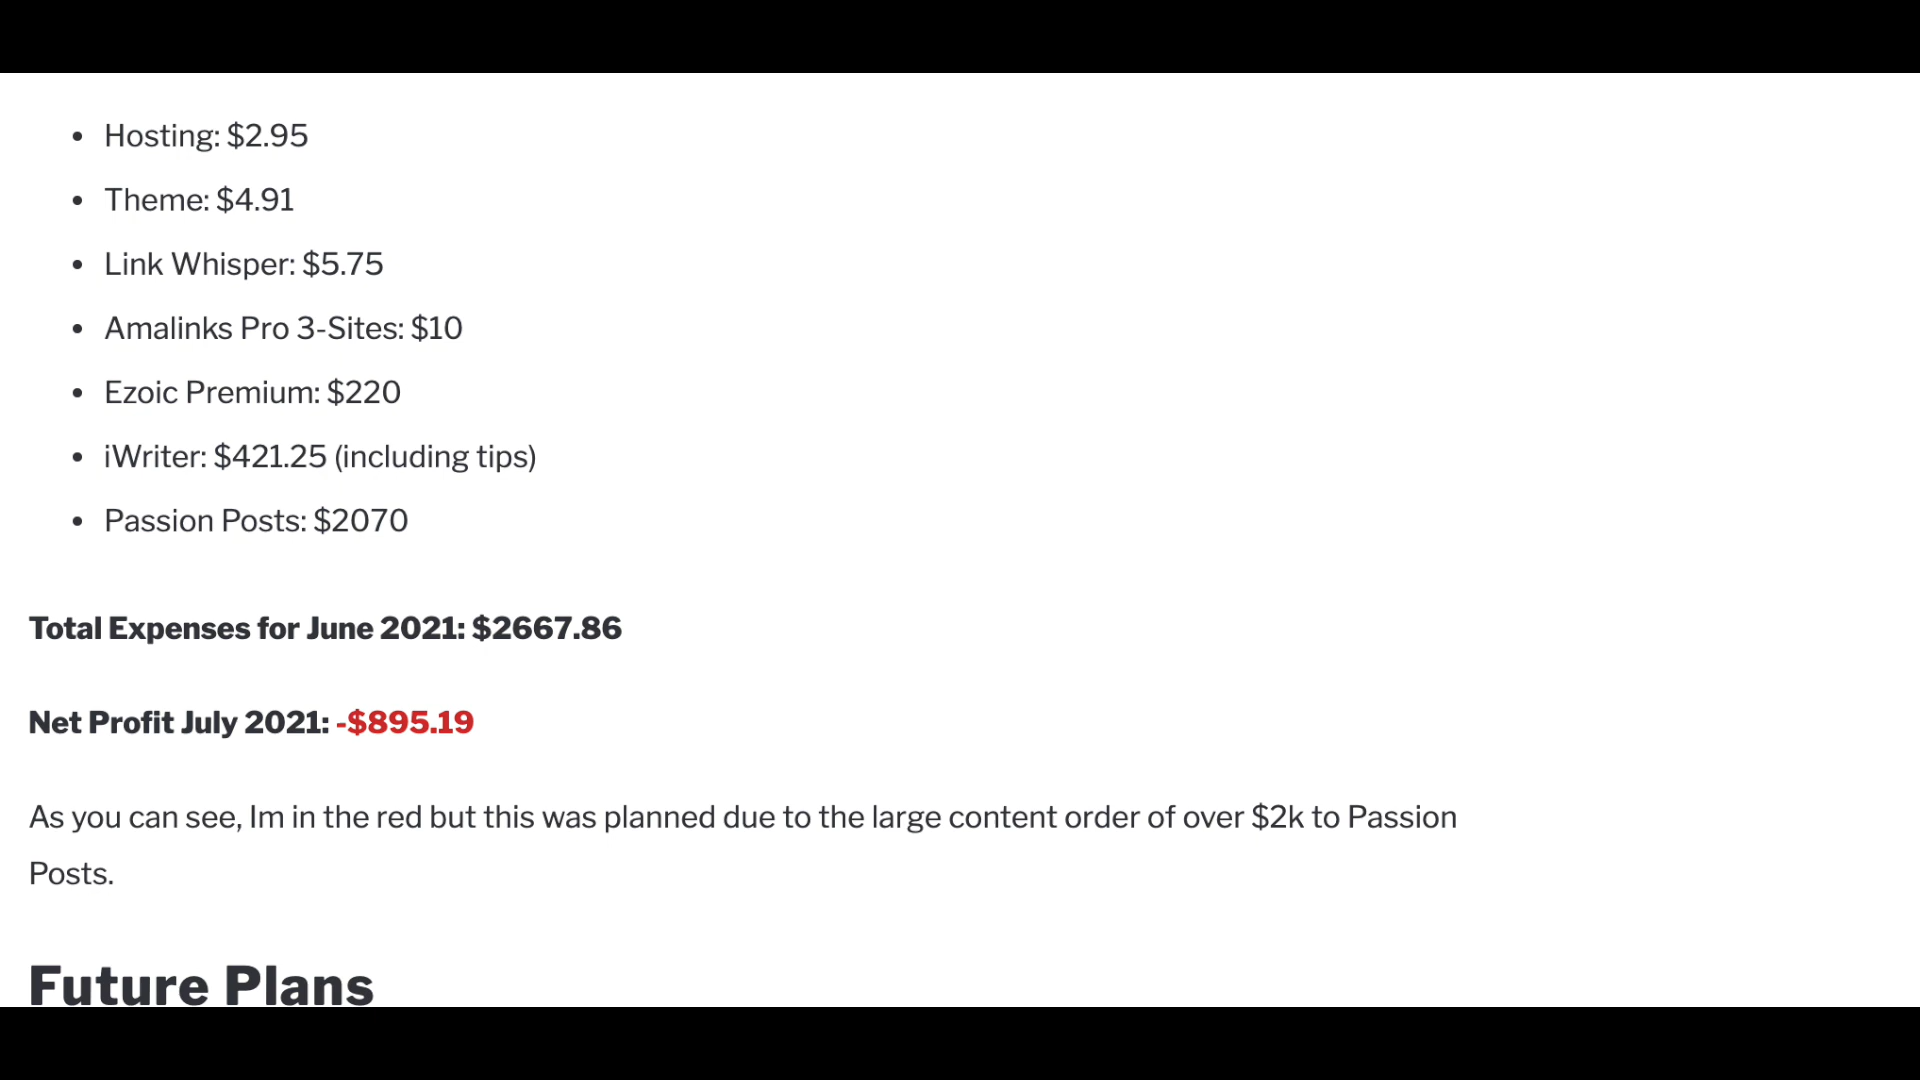 • Hosting: $2.95
• Theme: $4.91
• Link Whisper: $5.75
• Amalinks Pro 3-Sites: $10
• Ezoic Premium: $220
• iWriter: $421.25 (including tips)
• Passion Posts: $2070
Total Expenses for June 2021: $2667.86
Net Profit July 2021: -$895.19
As you can see, Im in the red but this was planned due to the large content order of over $2k to Passion
Posts.
Future Plans